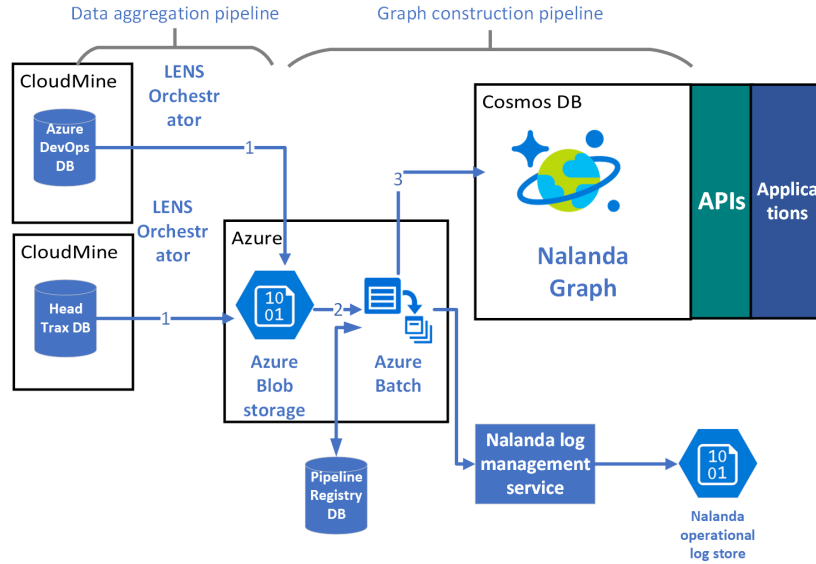 Data aggregation pipeline
Graph construction pipeline
CloudMine
Azure
DevOps
DB
LENS
Orchestr
ator
1
CloudMine
Head
Trax DB
LENS
Orchestr
ator
1
Azure
10
01
Azure
Blob
storage
2
Azure
Batch
3
Cosmos DB
Nalanda
Graph
APIs
Applica
tions
Pipeline
Registry
DB
Nalanda log
management
service
10
01
Nalanda
operational
log store